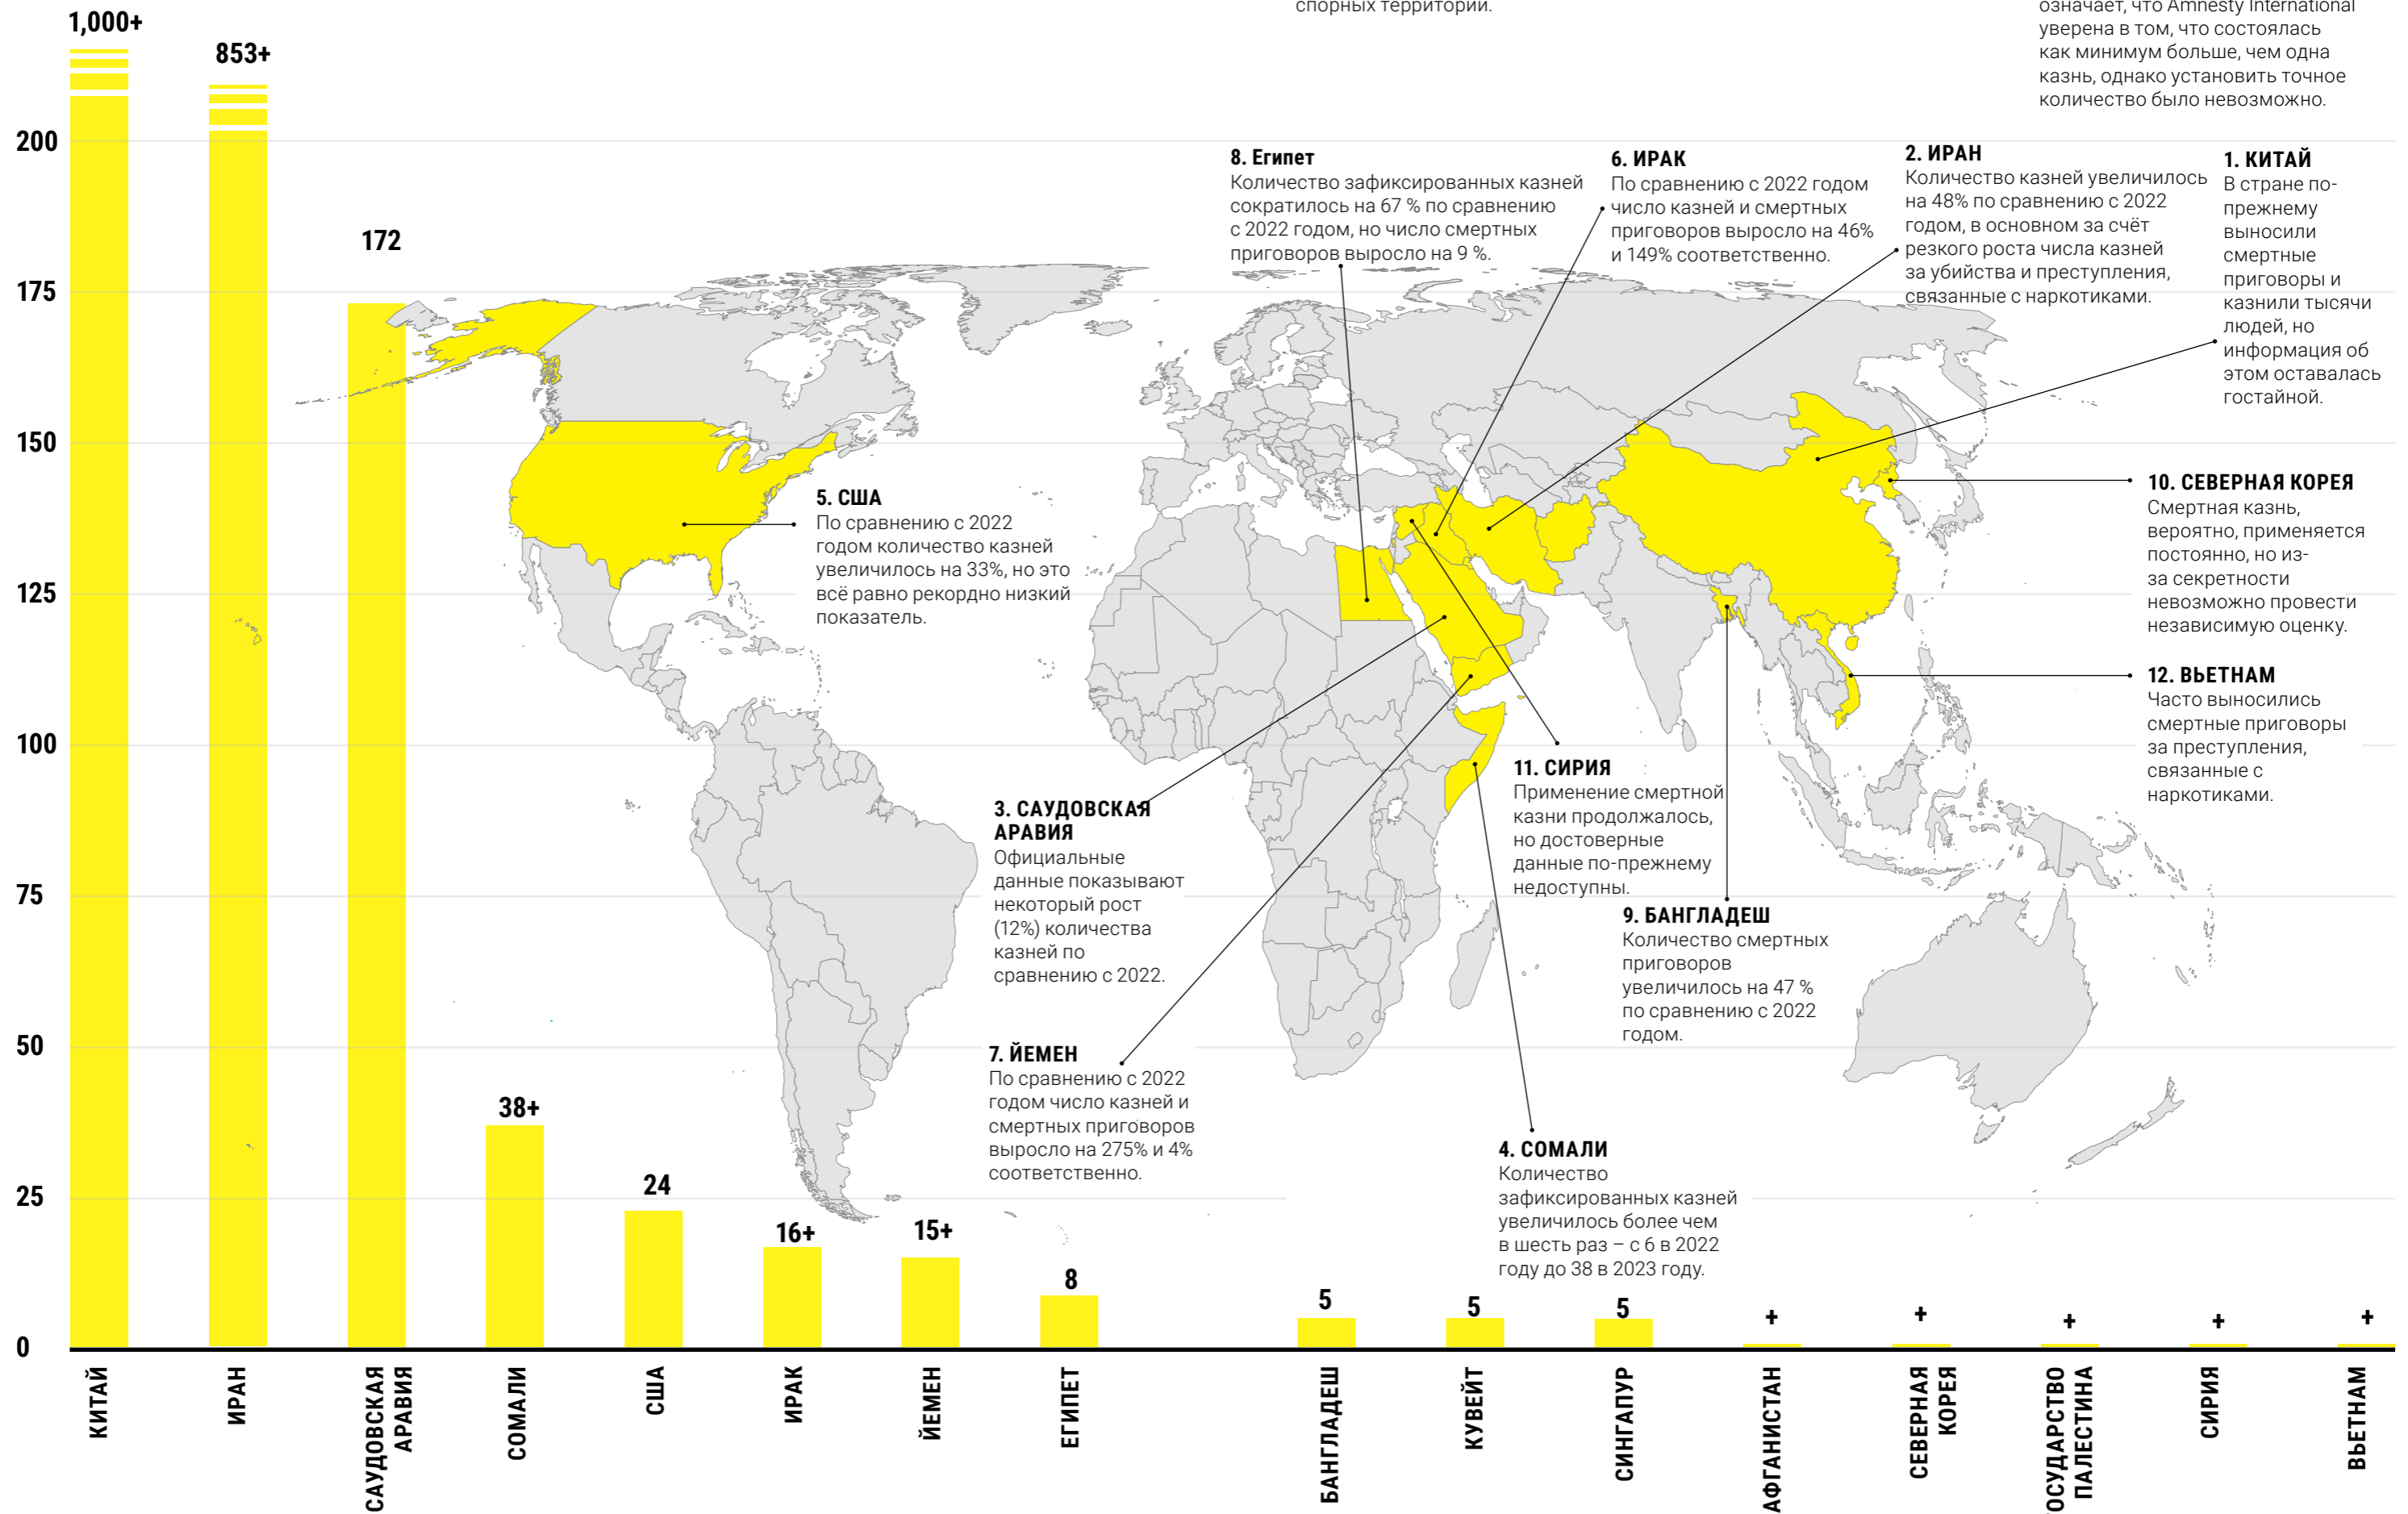 спорных территорий.
означает, что Amnesty International
уверена в том, что состоялась
как минимум больше, чем одна
казнь, однако установить точное
количество было невозможно.
1,000+
853+
172
38+
24
16+
15+
8
5
5
5
+
+
+
+
+
200
175
150
125
100
75
50
25
0
8. Египет
Количество зафиксированных казней
сократилось на 67 % по сравнению
с 2022 годом, но число смертных
приговоров выросло на 9 %.
6. ИРАК
По сравнению с 2022 годом
число казней и смертных
приговоров выросло на 46%
и 149% соответственно.
2. ИРАН
Количество казней увеличилось
на 48% по сравнению с 2022
годом, в основном за счёт
резкого роста числа казней
за убийства и преступления,
связанные с наркотиками.
1. КИТАЙ
В стране по-
прежнему
выносили
смертные
приговоры и
казнили тысячи
людей, но
информация об
этом оставалась
гостайной.
5. США
По сравнению с 2022
годом количество казней
увеличилось на 33%, но это
всё равно рекордно низкий
показатель.
10. СЕВЕРНАЯ КОРЕЯ
Смертная казнь,
вероятно, применяется
постоянно, но из-
за секретности
невозможно провести
независимую оценку.
12. ВЬЕТНАМ
Часто выносились
смертные приговоры
за преступления,
связанные с
наркотиками.
3. САУДОВСКАЯ
АРАВИЯ
Официальные
данные показывают
некоторый рост
(12%) количества
казней по
сравнению с 2022.
11. СИРИЯ
Применение смертной
казни продолжалось,
но достоверные
данные по-прежнему
недоступны.
9. БАНГЛАДЕШ
Количество смертных
приговоров
увеличилось на 47 %
по сравнению с 2022
годом.
7. ЙЕМЕН
По сравнению с 2022
годом число казней и
смертных приговоров
выросло на 275% и 4%
соответственно.
4. СОМАЛИ
Количество
зафиксированных казней
увеличилось более чем
в шесть раз – с 6 в 2022
году до 38 в 2023 году.
КИТАЙ
ИРАН
САУДОВСКАЯ
АРАВИЯ
СОМАЛИ
США
ИРАК
ЙЕМЕН
ЕГИПЕТ
БАНГЛАДЕШ
КУВЕЙТ
СИНГАПУР
АФГАНИСТАН
СЕВЕРНАЯ
КОРЕЯ
ОСУДАРСТВО
ПАЛЕСТИНА
СИРИЯ
ВЬЕТНАМ